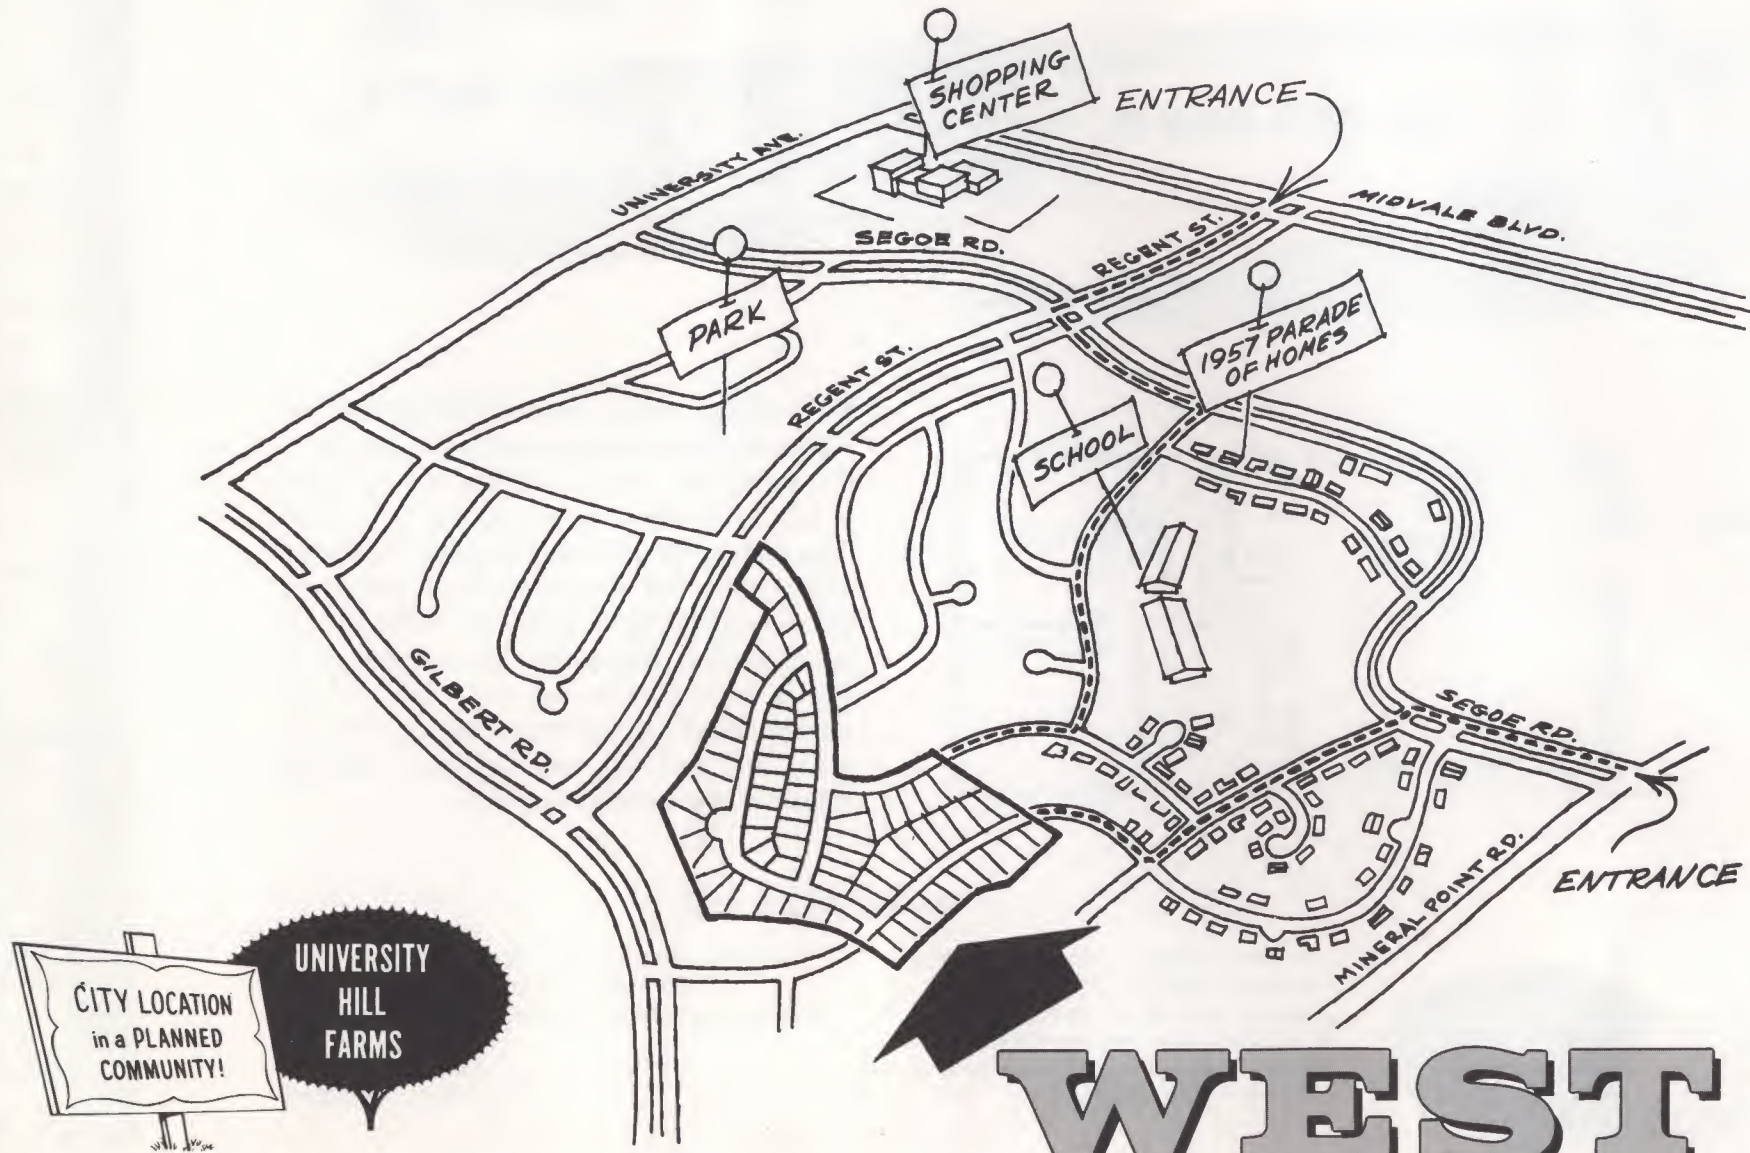 SHOPPING
CENTER
ENTRANCE
UNIVERSITY AVE.
MIDVALE BLVD.
SEGOE RD.
REGENT ST.
PARK
1957 PARADE
OF HOMES
REGENT ST.
SCHOOL
GILBERT RD.
SEGOE RD.
ENTRANCE
MINERAL POINT RD.
CITY LOCATION
in a PLANNED
COMMUNITY!
UNIVERSITY
HILL
FARMS
WEST